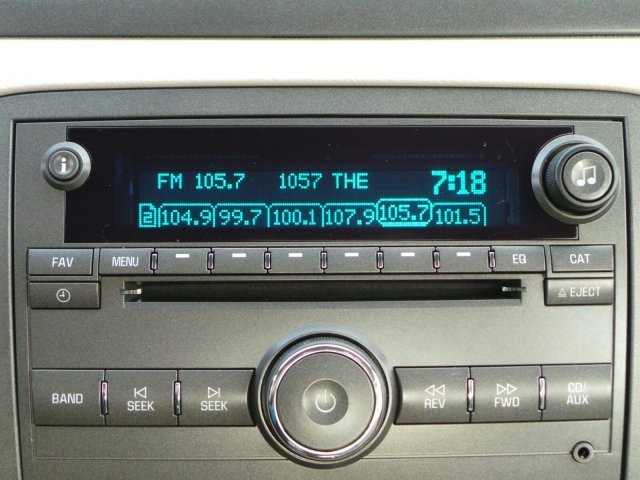 FM 105.7 1057 THE 7:18
2 104.9 99.7 100.1 107.9 105.7 101.5
FAV MENU EQ CAT
EJECT
BAND SEEK SEEK REV FWD CD/
AUX